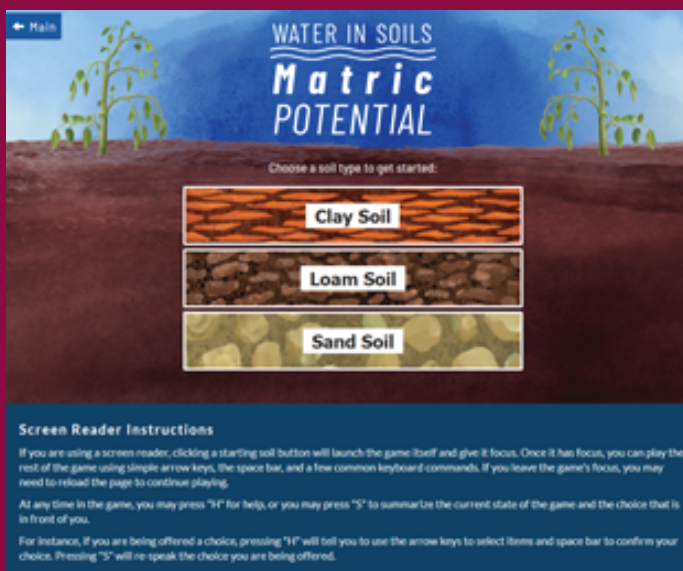 ← Main
WATER IN SOILS
Matric
POTENTIAL
Choose a soil type to get started:
Clay Soil
Loam Soil
Sand Soil
Screen Reader Instructions
If you are using a screen reader, clicking a starting soil button will launch the game itself and give it focus. Once it has focus, you can play the
rest of the game using simple arrow keys, the space bar, and a few common keyboard commands. If you leave the game's focus, you may
need to reload the page to continue playing.
At any time in the game, you may press "H" for help, or you may press "S" to summarize the current state of the game and the choice that is
in front of you.
For instance, if you are being offered a choice, pressing "H" will tell you to use the arrow keys to select items and space bar to confirm your
choice. Pressing "S" will re-speak the choice you are being offered.